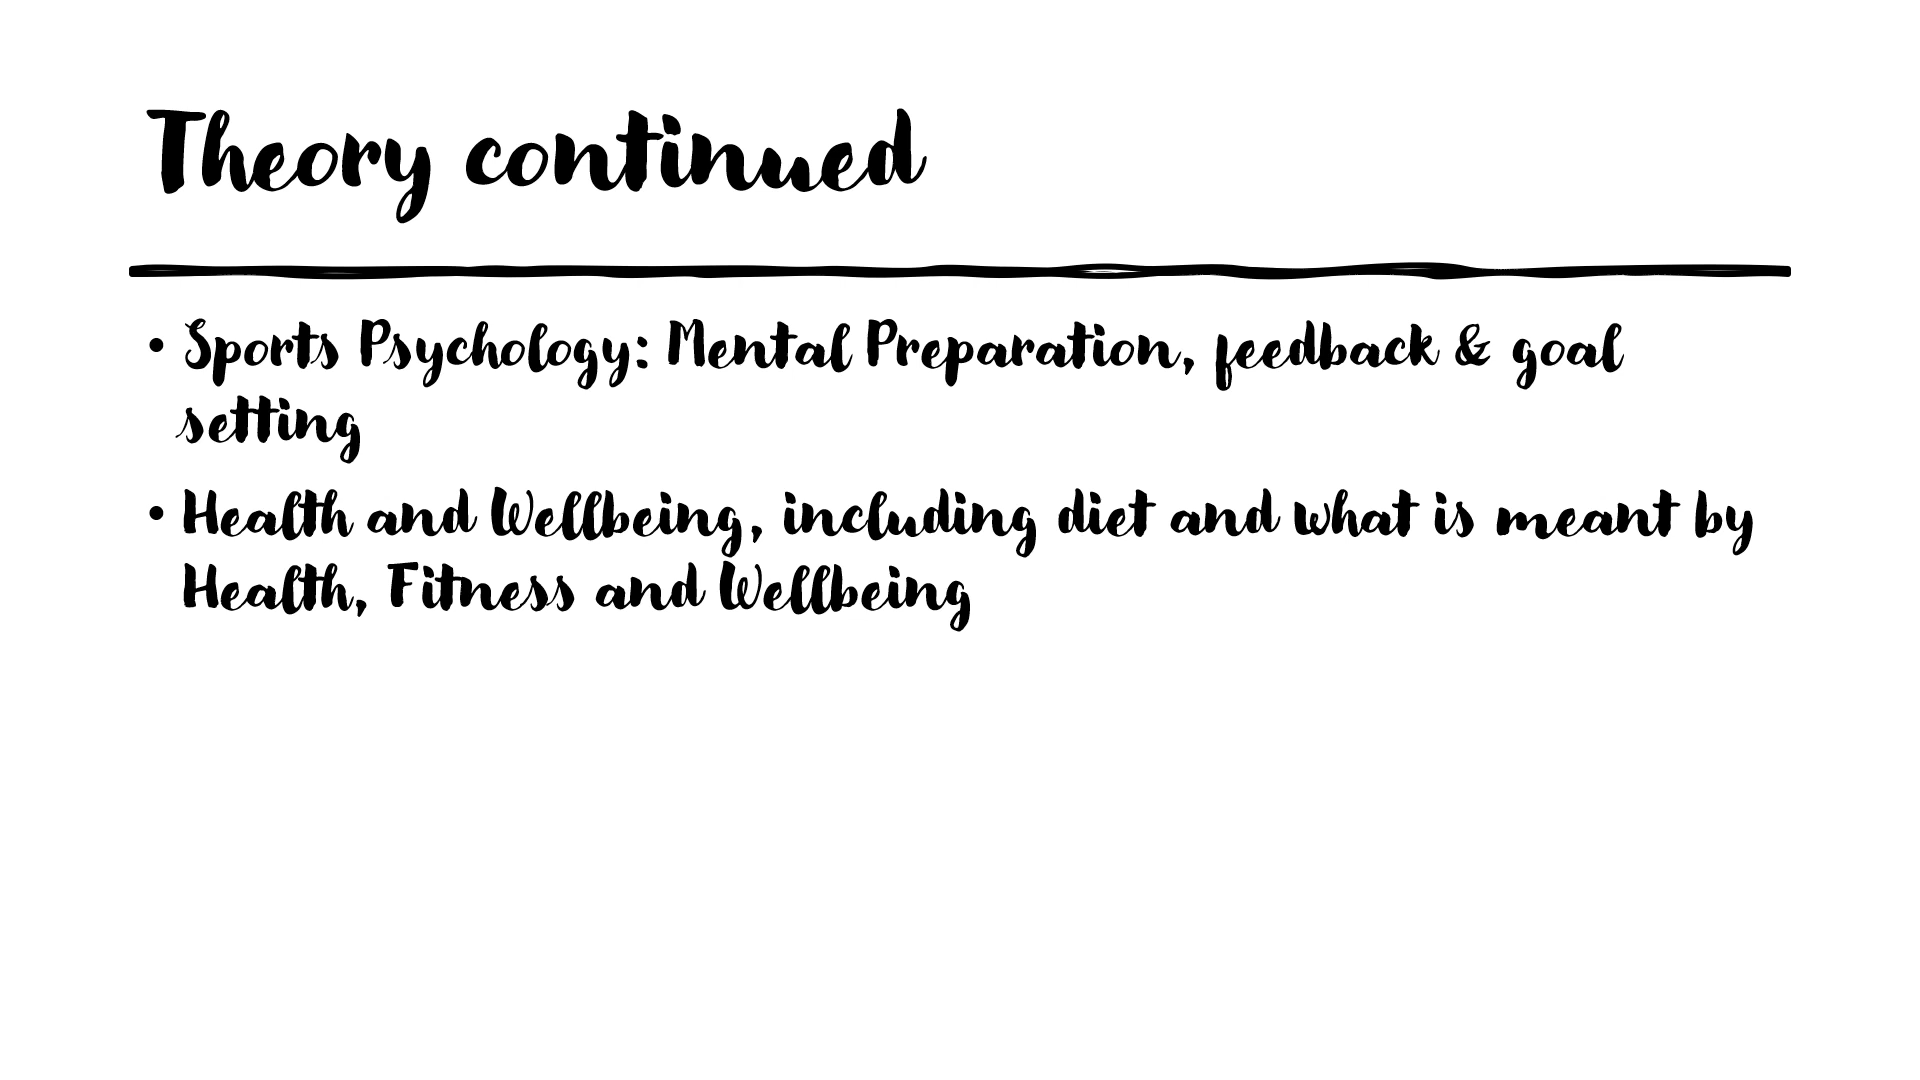 Theory continued
• Sports Psychology: Mental Preparation, feedback & goal
setting
• Health and Wellbeing, including diet and what is meant by
Health, Fitness and Wellbeing